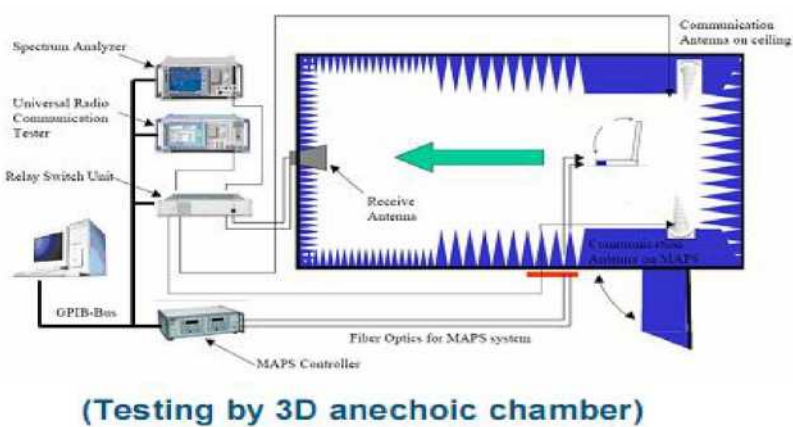 Spectrum Analyzer
Universal Radio
Communication
Tester
Relay Switch Unit
GPIB-Bus
MAPS Controller
Fiber Optics for MAPS system
Receive
Antenna
Communication
Antenna on ceiling
Communication
Antenna on MAPS
(Testing by 3D anechoic chamber)